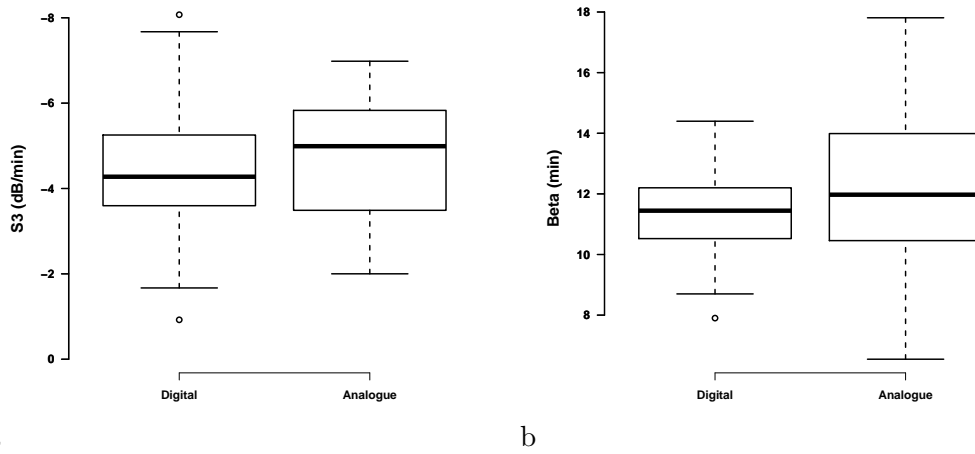 S3 (dB/min)
−8
−6
−4
−2
0
Digital
Analogue
Beta (min)
18
16
14
12
10
8
Digital
Analogue
b